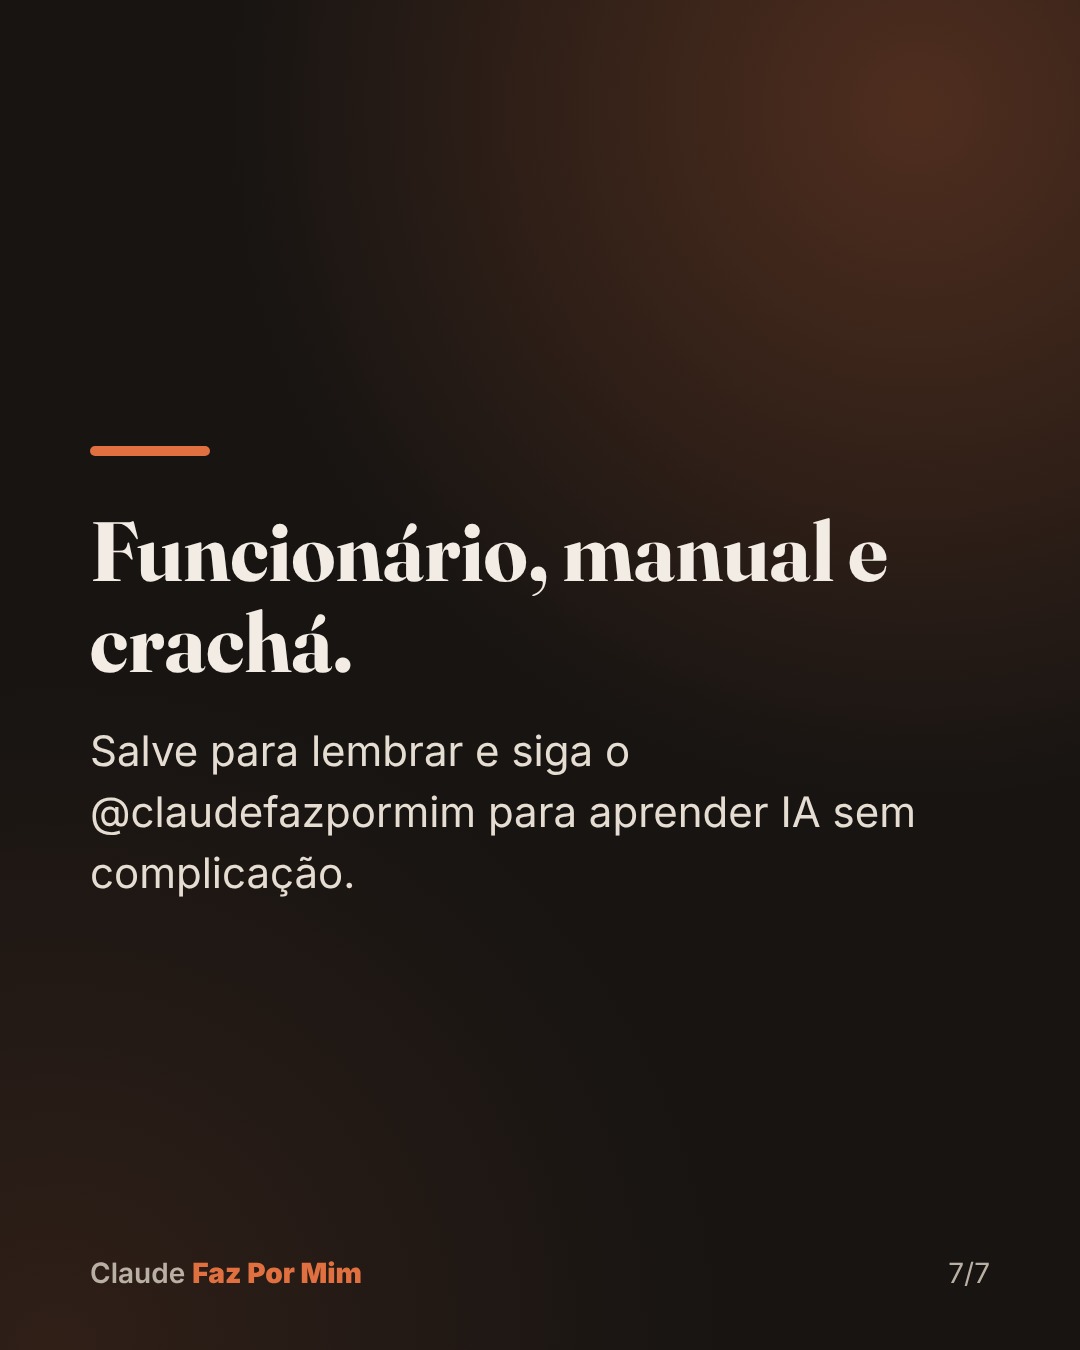 Funcionário, manual e
crachá.
Salve para lembrar e siga o
@claudefazpormim para aprender IA sem
complicação.
Claude Faz Por Mim
7/7